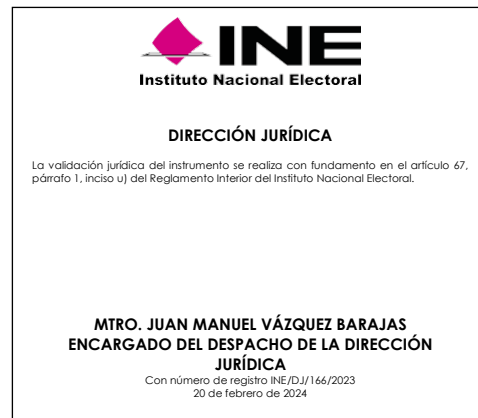 INE
Instituto Nacional Electoral
DIRECCIÓN JURÍDICA
La validación jurídica del instrumento se realiza con fundamento en el artículo 67,
párrafo 1, inciso u) del Reglamento Interior del Instituto Nacional Electoral.
MTRO. JUAN MANUEL VÁZQUEZ BARAJAS
ENCARGADO DEL DESPACHO DE LA DIRECCIÓN
JURÍDICA
Con número de registro INE/DJ/166/2023
20 de febrero de 2024